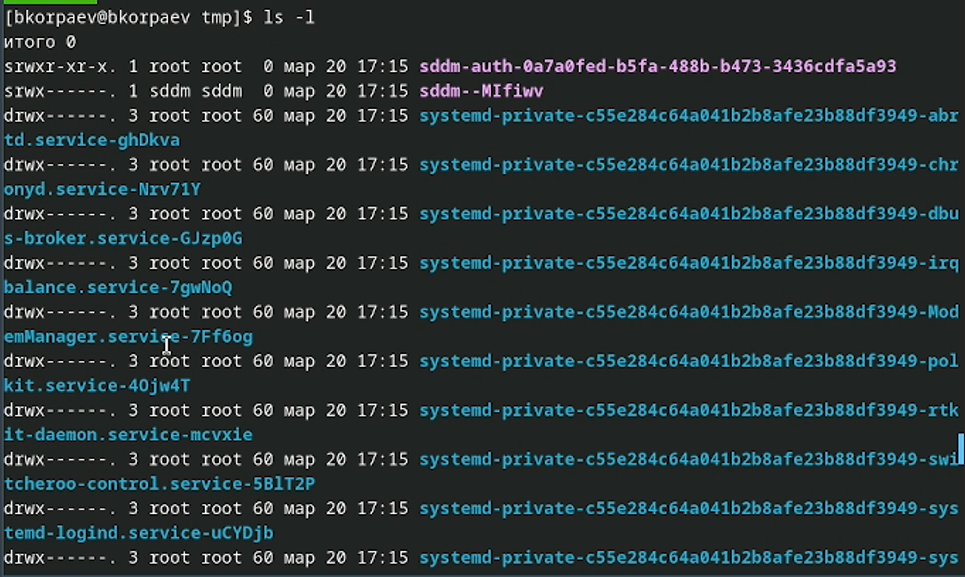 [bkorpaev@bkorpaev tmp]$ ls -l
итого 0
srwxr-xr-x. 1 root root  0 мар 20 17:15 sddm-auth-0a7a0fed-b5fa-488b-b473-3436cdfa5a93
srwx------. 1 sddm sddm  0 мар 20 17:15 sddm--MIfiwv
drwx------. 3 root root 60 мар 20 17:15 systemd-private-c55e284c64a041b2b8afe23b88df3949-abr
td.service-ghDkva
drwx------. 3 root root 60 мар 20 17:15 systemd-private-c55e284c64a041b2b8afe23b88df3949-chr
onyd.service-Nrv71Y
drwx------. 3 root root 60 мар 20 17:15 systemd-private-c55e284c64a041b2b8afe23b88df3949-dbu
s-broker.service-GJzp0G
drwx------. 3 root root 60 мар 20 17:15 systemd-private-c55e284c64a041b2b8afe23b88df3949-irq
balance.service-7gwNoQ
drwx------. 3 root root 60 мар 20 17:15 systemd-private-c55e284c64a041b2b8afe23b88df3949-Mod
emManager.service-7Ff6og
drwx------. 3 root root 60 мар 20 17:15 systemd-private-c55e284c64a041b2b8afe23b88df3949-pol
kit.service-4Ojw4T
drwx------. 3 root root 60 мар 20 17:15 systemd-private-c55e284c64a041b2b8afe23b88df3949-rtk
it-daemon.service-mcvxie
drwx------. 3 root root 60 мар 20 17:15 systemd-private-c55e284c64a041b2b8afe23b88df3949-swi
tcheroo-control.service-5BlT2P
drwx------. 3 root root 60 мар 20 17:15 systemd-private-c55e284c64a041b2b8afe23b88df3949-sys
temd-logind.service-uCYDjb
drwx------. 3 root root 60 мар 20 17:15 systemd-private-c55e284c64a041b2b8afe23b88df3949-sys